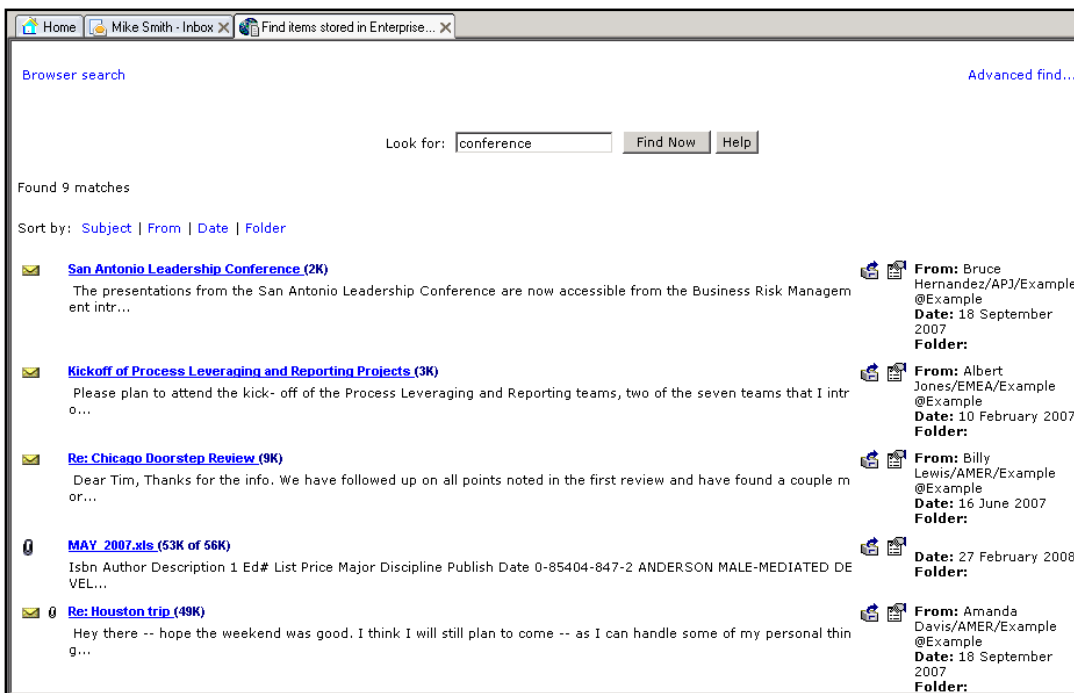 Home
Mike Smith - Inbox
Find items stored in Enterprise...
Browser search
Advanced find...
Look for: conference Find Now Help
Found 9 matches
Sort by: Subject | From | Date | Folder
San Antonio Leadership Conference (2K)
The presentations from the San Antonio Leadership Conference are now accessible from the Business Risk Managem
ent intr...
From: Bruce
Hernandez/APJ/Example
@Example
Date: 18 September
2007
Folder:
Kickoff of Process Leveraging and Reporting Projects (3K)
Please plan to attend the kick- off of the Process Leveraging and Reporting teams, two of the seven teams that I intr
o...
From: Albert
Jones/EMEA/Example
@Example
Date: 10 February 2007
Folder:
Re: Chicago Doorstep Review (9K)
Dear Tim, Thanks for the info. We have followed up on all points noted in the first review and have found a couple m
or...
From: Billy
Lewis/AMER/Example
@Example
Date: 16 June 2007
Folder:
MAY_2007.xls (53K of 56K)
Isbn Author Description 1 Ed# List Price Major Discipline Publish Date 0-85404-847-2 ANDERSON MALE-MEDIATED DE
VEL...
Date: 27 February 2008
Folder:
Re: Houston trip (49K)
Hey there -- hope the weekend was good. I think I will still plan to come -- as I can handle some of my personal thin
g...
From: Amanda
Davis/AMER/Example
@Example
Date: 18 September
2007
Folder: